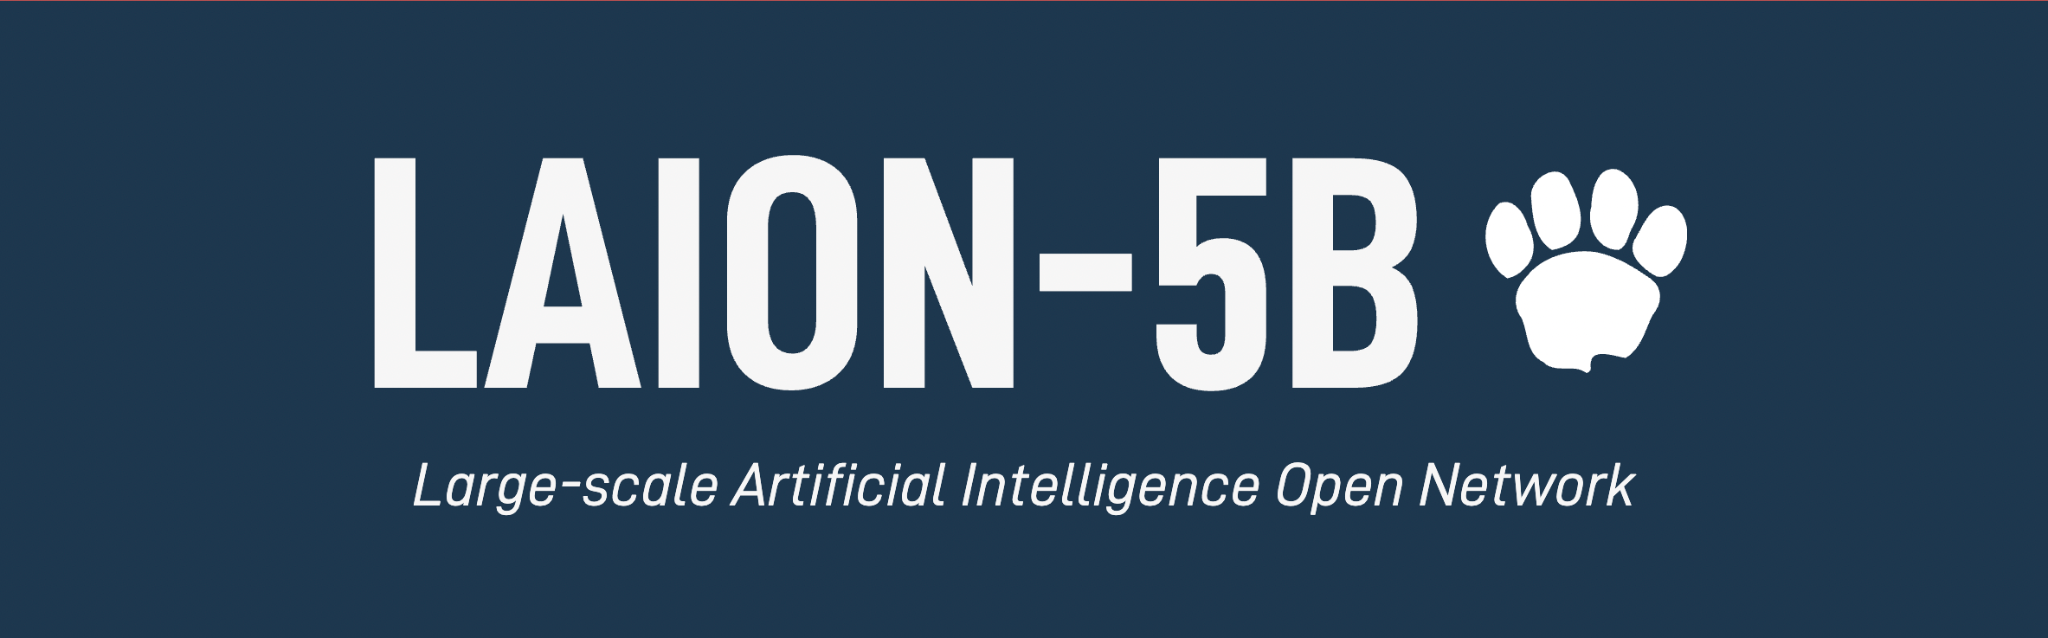 LAION-5B
Large-scale Artificial Intelligence Open Network